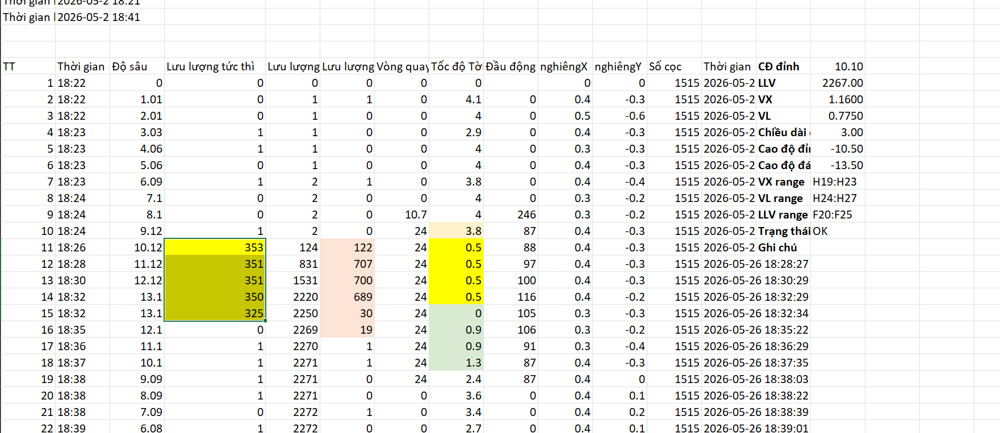 Thời gian 2026-05-2 18:21
Thời gian l 2026-05-2 18:41
TT Thời gian Độ sâu Lưu lượng tức thì Lưu lượng Lưu lượng Vòng quay Tốc độ Tời Đầu động nghiêngX nghiêngY Số cọc Thời gian CĐ đỉnh 10.10
1 18:22 0 0 0 0 0 0 0 0 1515 2026-05-2 LLV 2267.00
2 18:22 1.01 0 1 1 0 4.1 0 0.4 -0.3 1515 2026-05-2 VX 1.1600
3 18:22 2.01 0 1 0 0 4 0 0.5 -0.6 1515 2026-05-2 VL 0.7750
4 18:23 3.03 1 1 0 0 2.9 0 0.4 -0.3 1515 2026-05-2 Chiều dài 3.00
5 18:23 4.06 1 1 0 0 4 0 0.3 -0.3 1515 2026-05-2 Cao độ đỉn -10.50
6 18:23 5.06 0 1 0 0 4 0 0.4 -0.3 1515 2026-05-2 Cao độ đá -13.50
7 18:23 6.09 1 2 1 0 3.8 0 0.4 -0.4 1515 2026-05-2 VX range H19:H23
8 18:24 7.1 0 2 0 0 4 0 0.3 -0.2 1515 2026-05-2 VL range H24:H27
9 18:24 8.1 0 2 0 10.7 4 246 0.3 -0.2 1515 2026-05-2 LLV range F20:F25
10 18:24 9.12 1 2 0 24 3.8 87 0.4 -0.3 1515 2026-05-2 Trạng thái OK
11 18:26 10.12 353 124 122 24 0.5 88 0.4 -0.3 1515 2026-05-2 Ghi chú
12 18:28 11.12 351 831 707 24 0.5 97 0.4 -0.3 1515 2026-05-26 18:28:27
13 18:30 12.12 351 1531 700 24 0.5 100 0.4 -0.3 1515 2026-05-26 18:30:29
14 18:32 13.1 350 2220 689 24 0.5 116 0.4 -0.2 1515 2026-05-26 18:32:29
15 18:32 13.1 325 2250 30 24 0 105 0.3 -0.3 1515 2026-05-26 18:32:34
16 18:35 12.1 0 2269 19 24 0.9 106 0.3 -0.2 1515 2026-05-26 18:35:22
17 18:36 11.1 1 2270 1 24 0.9 91 0.3 -0.4 1515 2026-05-26 18:36:29
18 18:37 10.1 1 2271 1 24 1.3 87 0.4 -0.3 1515 2026-05-26 18:37:35
19 18:38 9.09 1 2271 0 24 2.4 87 0.4 0 1515 2026-05-26 18:38:03
20 18:38 8.09 1 2271 0 0 3.6 0 0.4 0.1 1515 2026-05-26 18:38:22
21 18:38 7.09 0 2272 1 0 3.4 0 0.4 0.2 1515 2026-05-26 18:38:39
22 18:39 6.08 1 2272 0 0 2.7 0 0.4 0.1 1515 2026-05-26 18:39:01